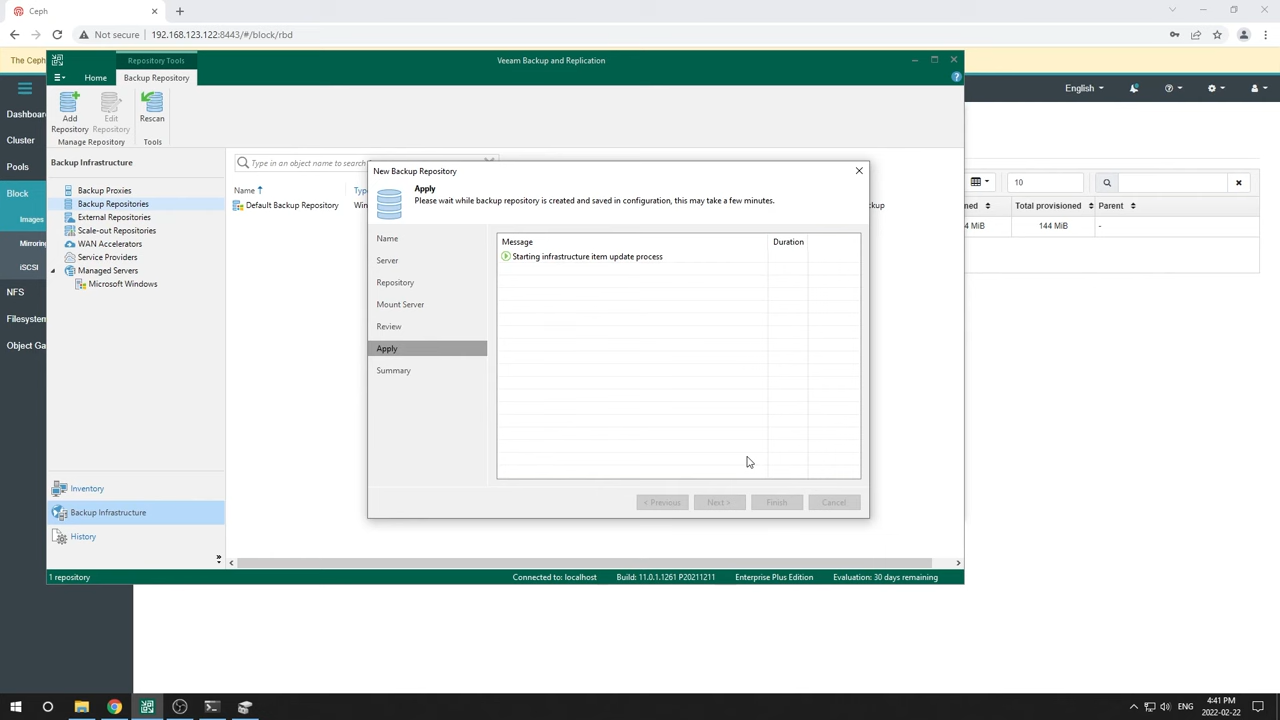 Ceph
Not secure
192.168.123.122:8443/#/block/rbd
The Ceph
Repository Tools
Veeam Backup and Replication
Home
Backup Repository
Add
Repository
Edit
Repository
Rescan
Manage Repository
Tools
English
Dashboard
Cluster
Pools
Block
Images
Mirroring
iSCSI
NFS
Filesystems
Object Ga
Backup Infrastructure
Backup Proxies
Backup Repositories
External Repositories
Scale-out Repositories
WAN Accelerators
Service Providers
Managed Servers
Microsoft Windows
Type in an object name to search
Name
Typ
Default Backup Repository
Win
kup
New Backup Repository
Apply
Please wait while backup repository is created and saved in configuration, this may take a few minutes.
Name
Server
Repository
Mount Server
Review
Apply
Summary
Message
Duration
Starting infrastructure item update process
< Previous
Next >
Finish
Cancel
10
ned
Total provisioned
Parent
4 MiB
144 MiB
-
Inventory
Backup Infrastructure
History
1 repository
Connected to: localhost
Build: 11.0.1.1261 P20211211
Enterprise Plus Edition
Evaluation: 30 days remaining
ENG
4:41 PM
2022-02-22